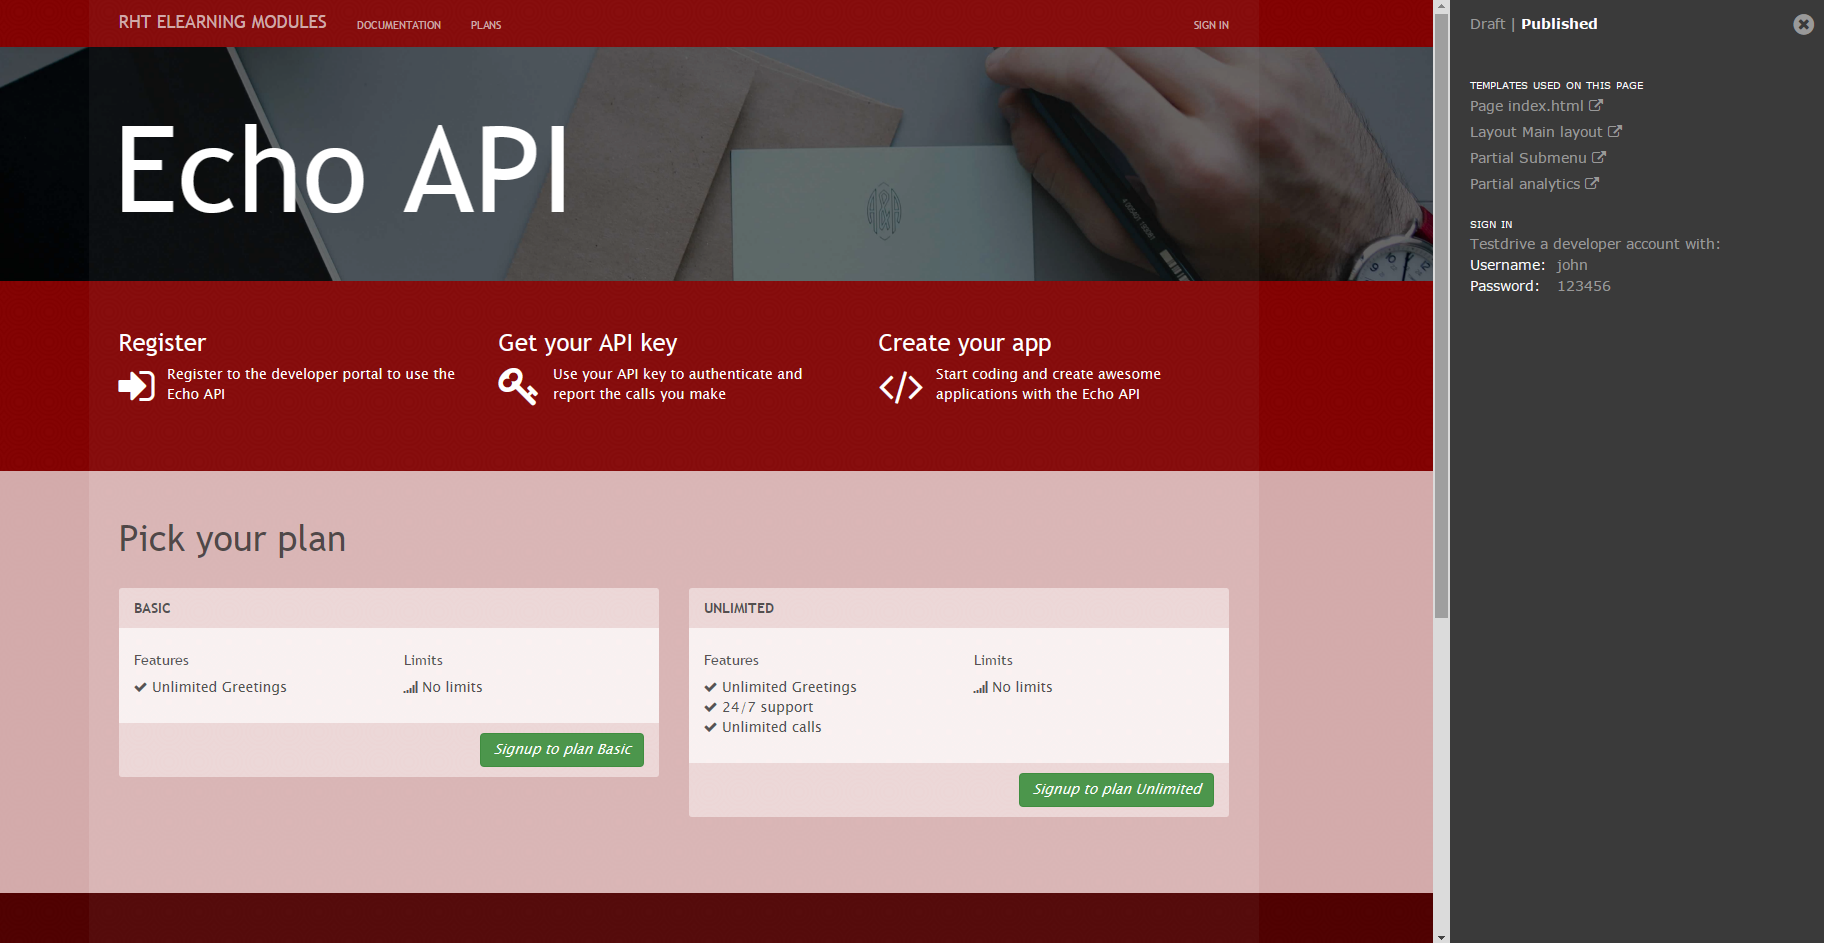 RHT ELEARNING MODULES DOCUMENTATION PLANS SIGN IN
Echo API
Register
Register to the developer portal to use the
Echo API
Get your API key
Use your API key to authenticate and
report the calls you make
Create your app
Start coding and create awesome
applications with the Echo API
Pick your plan
BASIC
Features
Unlimited Greetings
Limits
No limits
Signup to plan Basic
UNLIMITED
Features
Unlimited Greetings
24/7 support
Unlimited calls
Limits
No limits
Signup to plan Unlimited
Draft | Published
TEMPLATES USED ON THIS PAGE
Page index.html
Layout Main layout
Partial Submenu
Partial analytics
SIGN IN
Testdrive a developer account with:
Username: john
Password: 123456